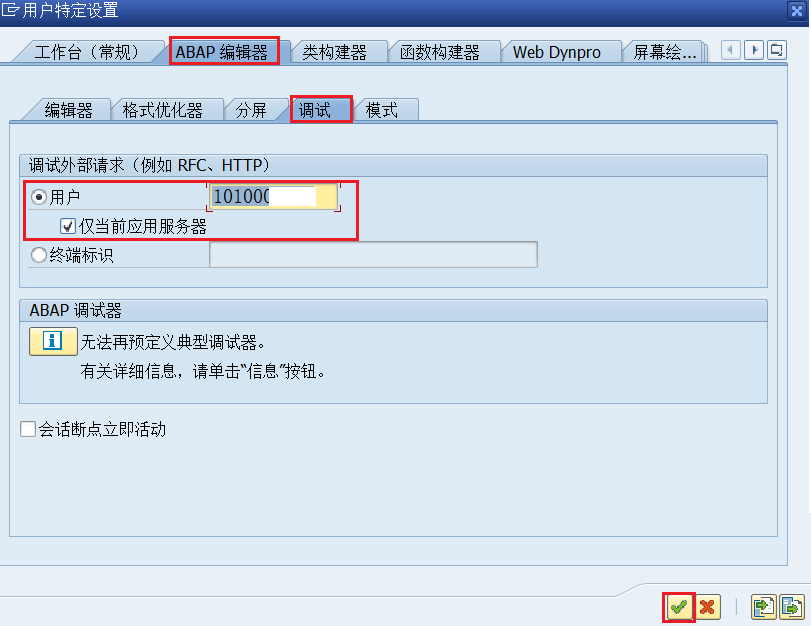 用户特定设置
工作台（常规） ABAP 编辑器 类构建器 函数构建器 Web Dynpro 屏幕绘...
编辑器 格式优化器 分屏 调试 模式
调试外部请求（例如 RFC、HTTP）
用户 101000
仅当前应用服务器
终端标识
ABAP 调试器
无法再预定义典型调试器。
有关详细信息，请单击“信息”按钮。
会话断点立即活动